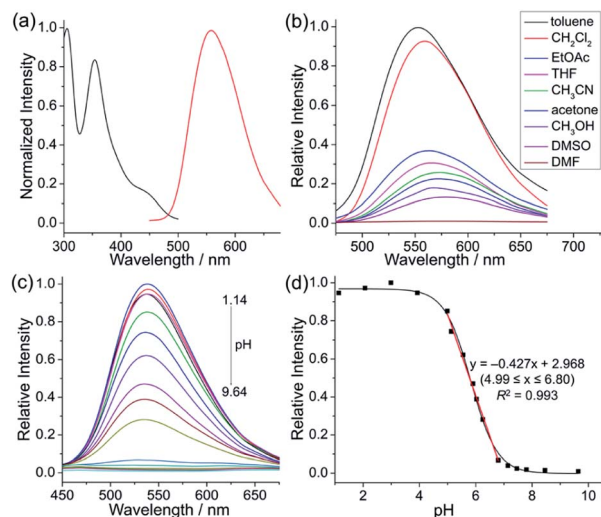 (a)
Normalized Intensity
1.0
0.8
0.6
0.4
0.2
0.0
300 400 500 600
Wavelength / nm
(b)
Relative Intensity
1.0
0.8
0.6
0.4
0.2
0.0
500 550 600 650 700
Wavelength / nm
toluene
CH₂Cl₂
EtOAc
THF
CH₃CN
acetone
CH₃OH
DMSO
DMF
(c)
Relative Intensity
1.0
0.8
0.6
0.4
0.2
0.0
450 500 550 600 650
Wavelength / nm
1.14
pH
9.64
(d)
Relative Intensity
1.0
0.8
0.6
0.4
0.2
0.0
2 4 6 8 10
pH
y = –0.427x + 2.968
(4.99 ≤ x ≤ 6.80)
R² = 0.993